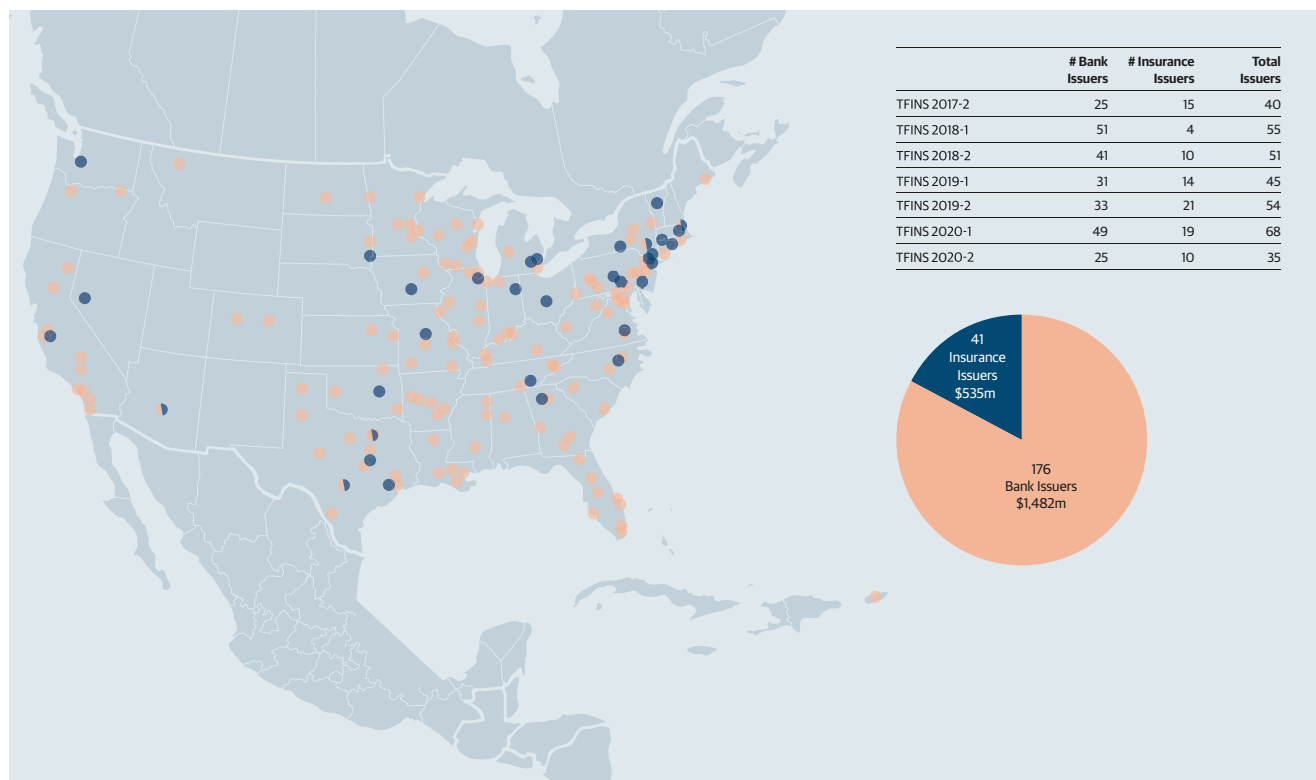 # Bank Issuers # Insurance Issuers Total Issuers
TFINS 2017-2 25 15 40
TFINS 2018-1 51 4 55
TFINS 2018-2 41 10 51
TFINS 2019-1 31 14 45
TFINS 2019-2 33 21 54
TFINS 2020-1 49 19 68
TFINS 2020-2 25 10 35
41
Insurance
Issuers
$535m
176
Bank Issuers
$1,482m